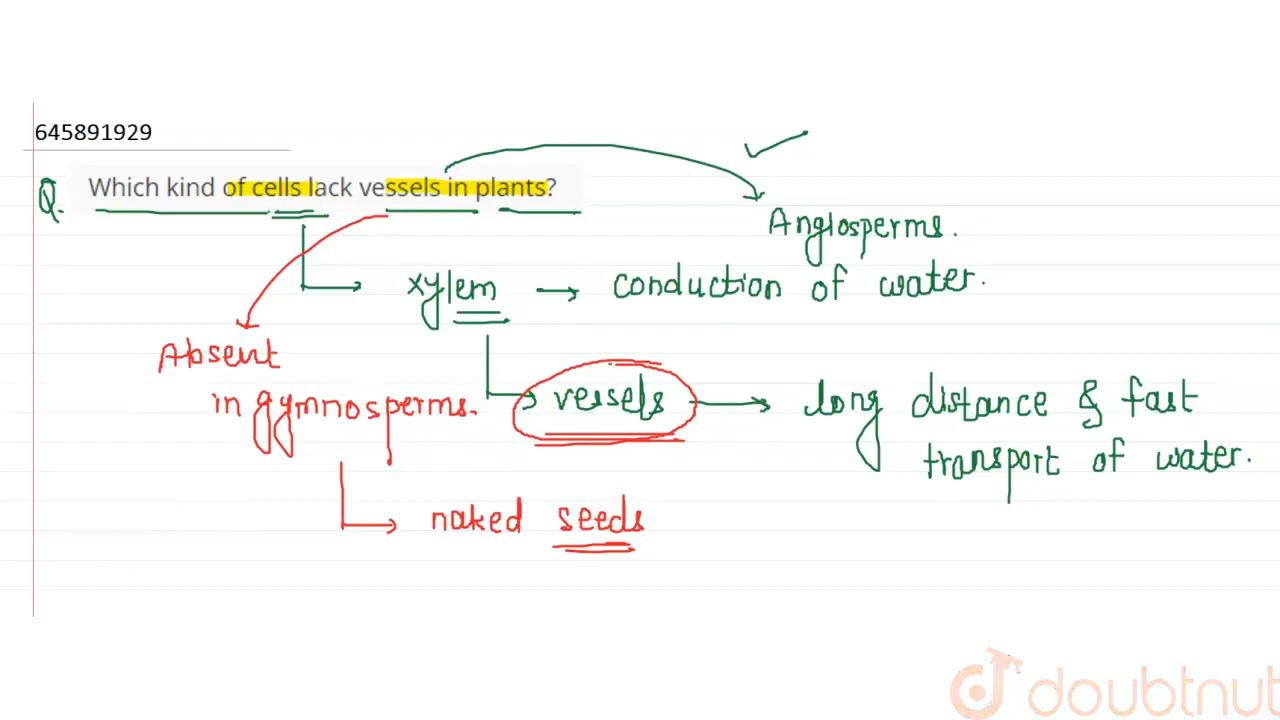 645891929
Q. Which kind of cells lack vessels in plants?
Angiosperms.
xylem → conduction of water.
Absent
in gymnosperms.
vessels → long distance & fast
transport of water.
naked seeds
doubtnut